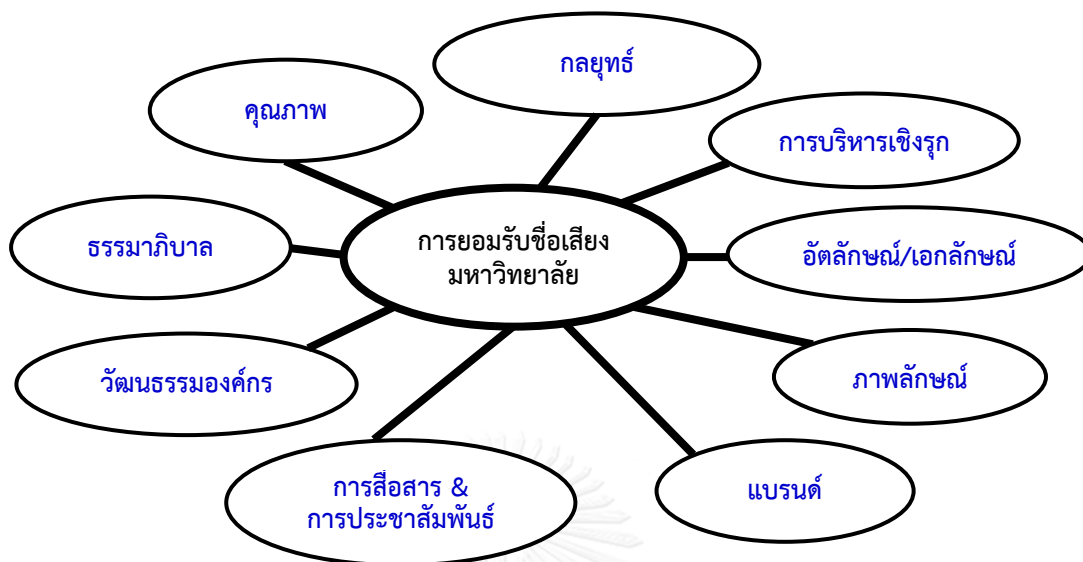 กลยุทธ์
คุณภาพ
การบริหารเชิงรุก
ธรรมาภิบาล
การยอมรับชื่อเสียง
มหาวิทยาลัย
อัตลักษณ์/เอกลักษณ์
วัฒนธรรมองค์กร
ภาพลักษณ์
การสื่อสาร &
การประชาสัมพันธ์
แบรนด์